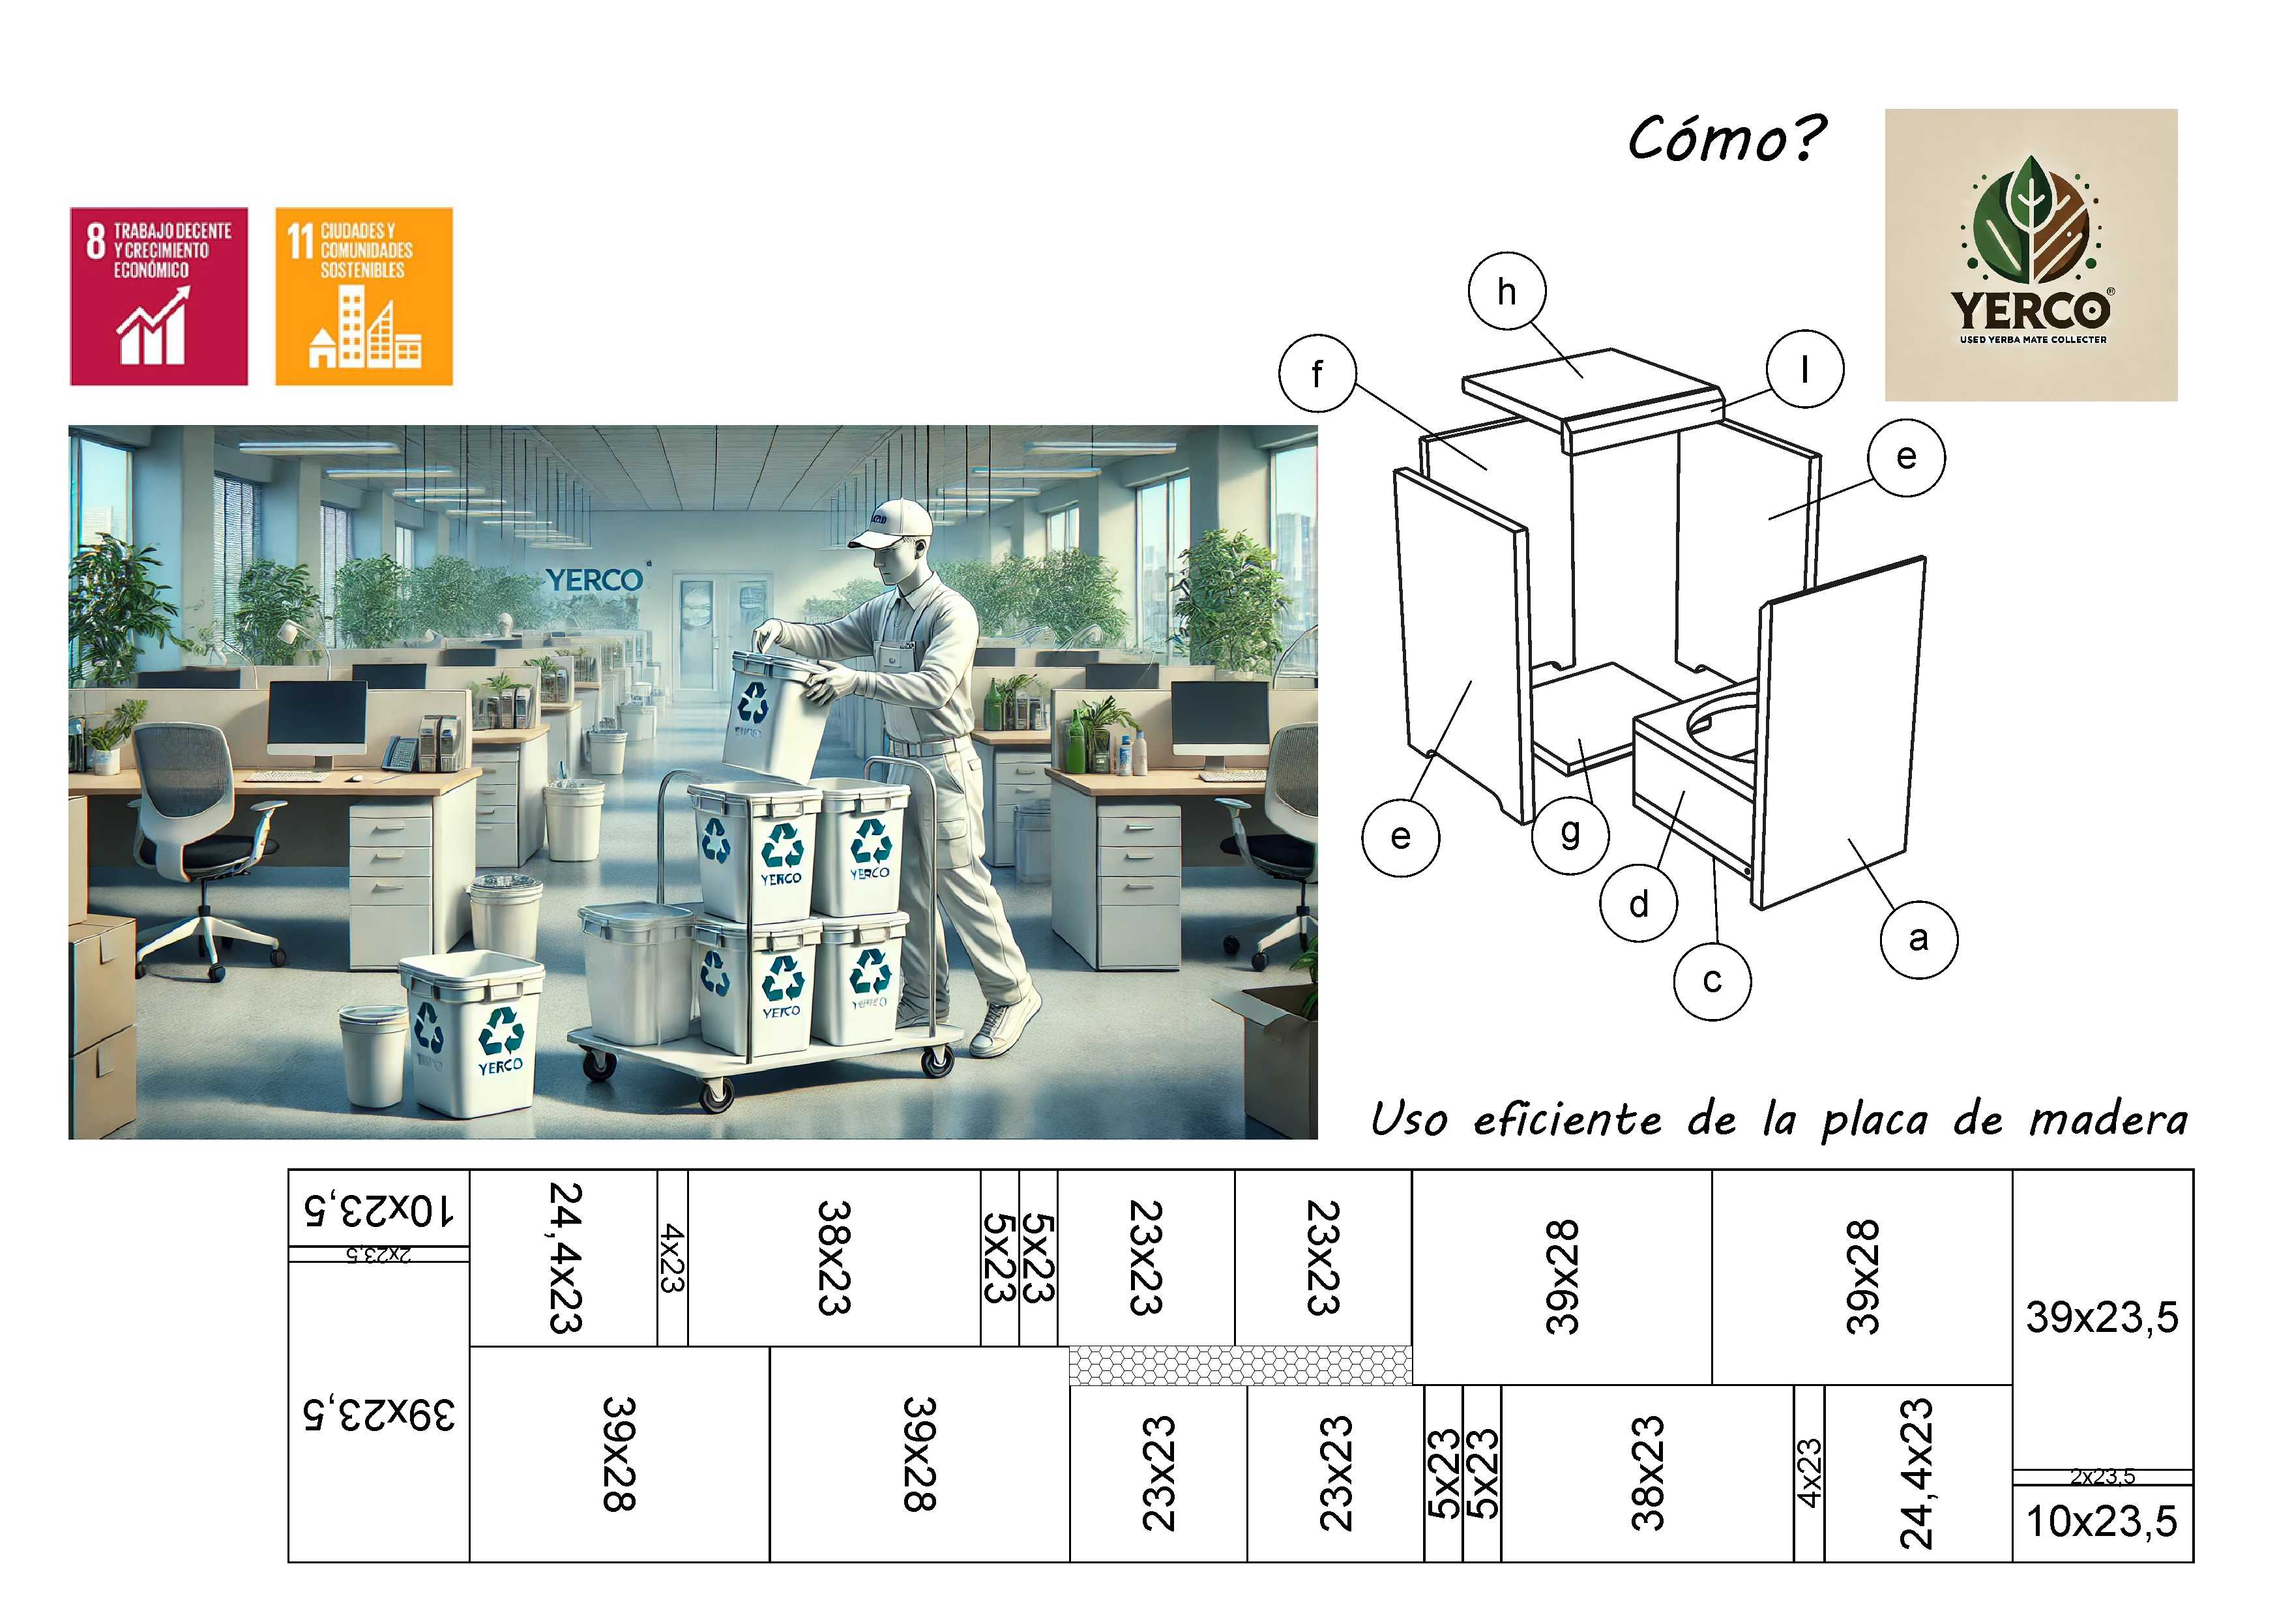 Cómo?
8 TRABAJO DECENTE
Y CRECIMIENTO
ECONÓMICO
11 CIUDADES Y
COMUNIDADES
SOSTENIBLES
YERCO®
USED YERBA MATE COLLECTER
h
f
l
e
e
g
d
c
a
YERCO
YERCO
YERCO
YERCO
Uso eficiente de la placa de madera
10x23,5
2x23,5
39x23,5
24,4x23
4x23
38x23
5x23
5x23
23x23
23x23
39x28
39x28
39x23,5
39x28
39x28
23x23
23x23
5x23
5x23
38x23
4x23
24,4x23
2x23,5
10x23,5